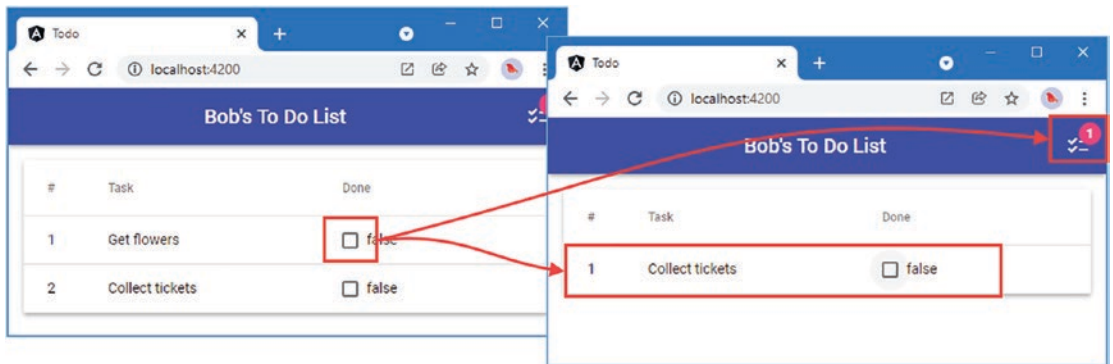 Todo
localhost:4200
Bob's To Do List
# Task Done
1 Get flowers false
2 Collect tickets false
Todo
localhost:4200
Bob's To Do List
1
# Task Done
1 Collect tickets false